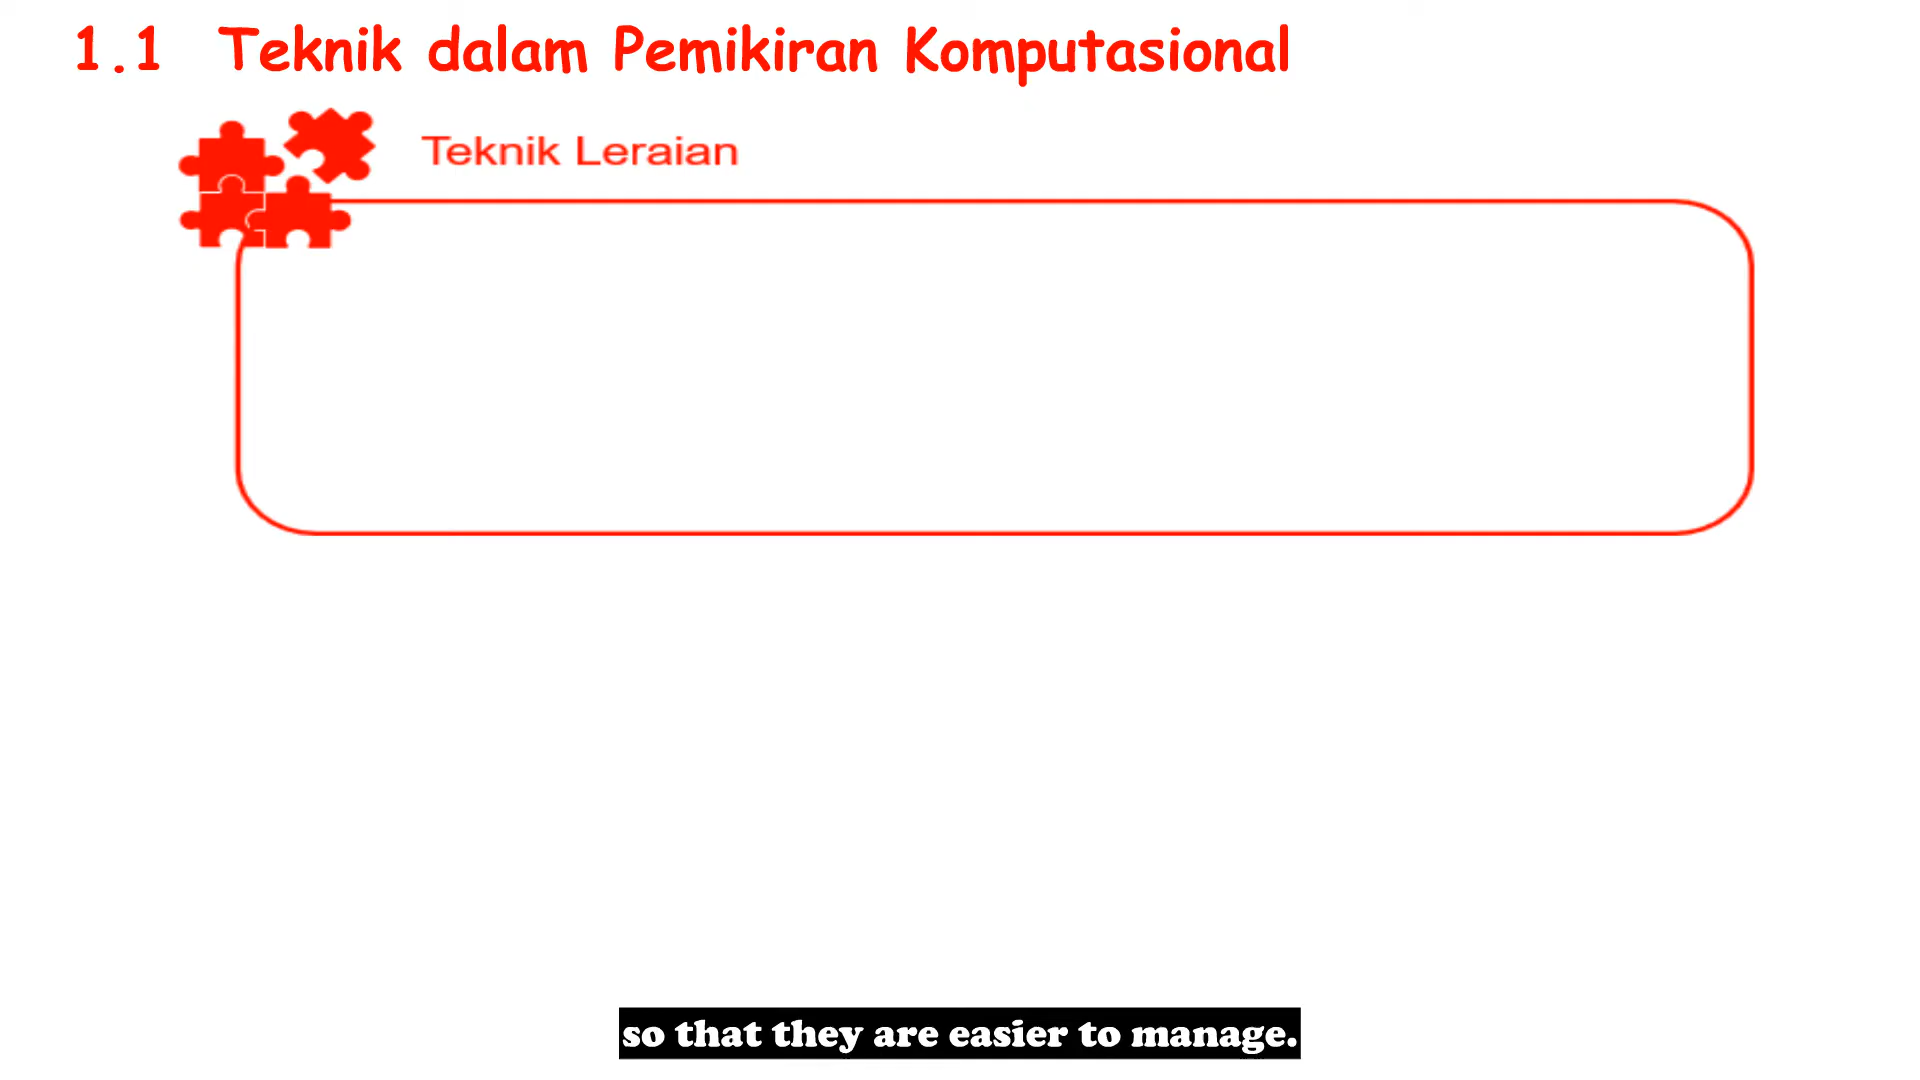 1.1 Teknik dalam Pemikiran Komputasional
Teknik Leraian
so that they are easier to manage.